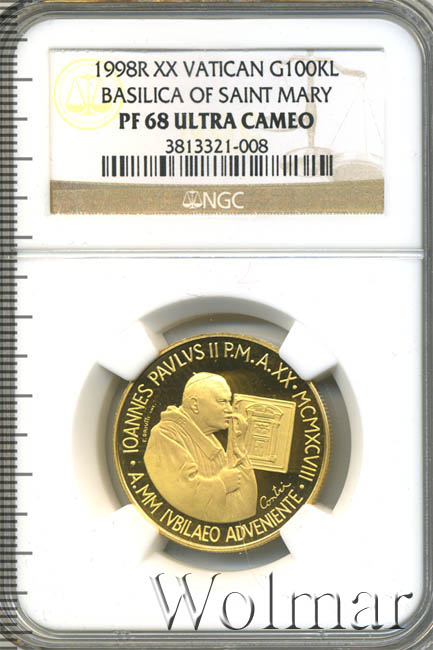 1998R XX VATICAN G100KL
BASILICA OF SAINT MARY
PF 68 ULTRA CAMEO
3813321-008
NGC
· IOANNES PAVLVS II P.M.A.XX · MCMXCVIII ·
A.MM IVBILAEO ADVENIENTE
Wolmar